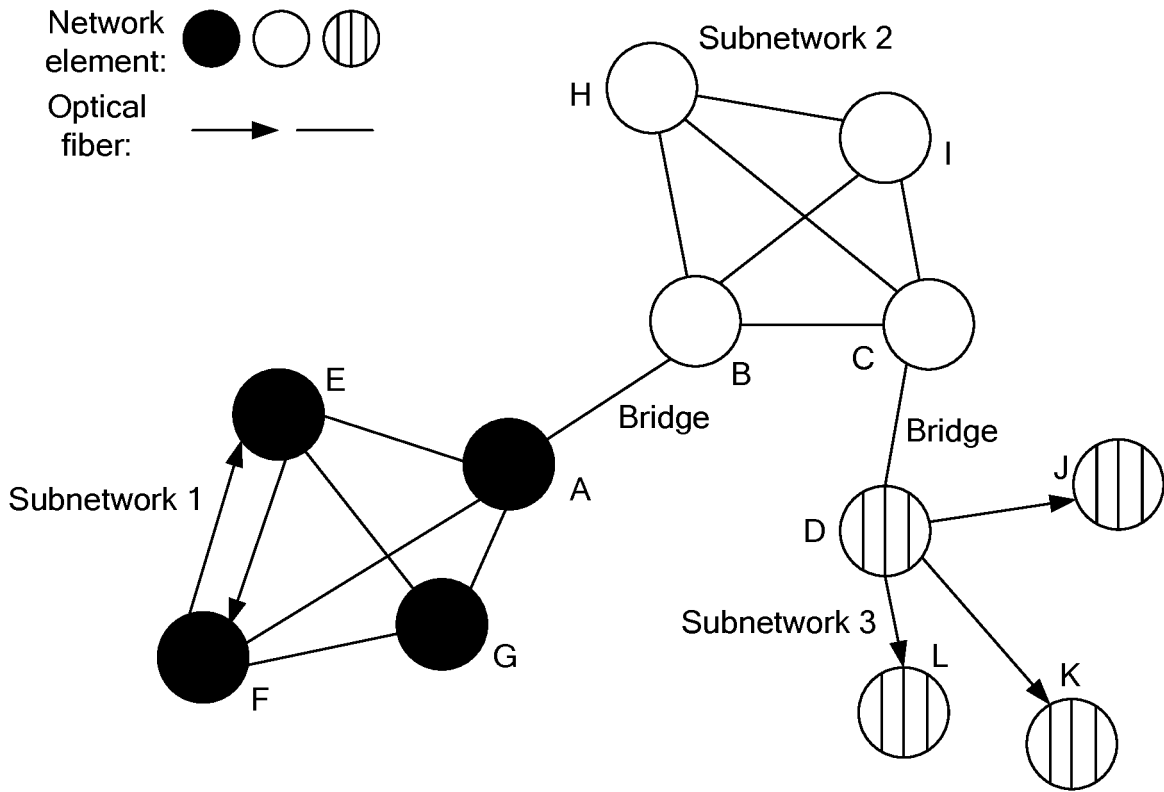 Network
element:
Optical
fiber:
Subnetwork 2
H
I
B
C
Bridge
Bridge
E
A
Subnetwork 1
F
G
J
D
Subnetwork 3
L
K